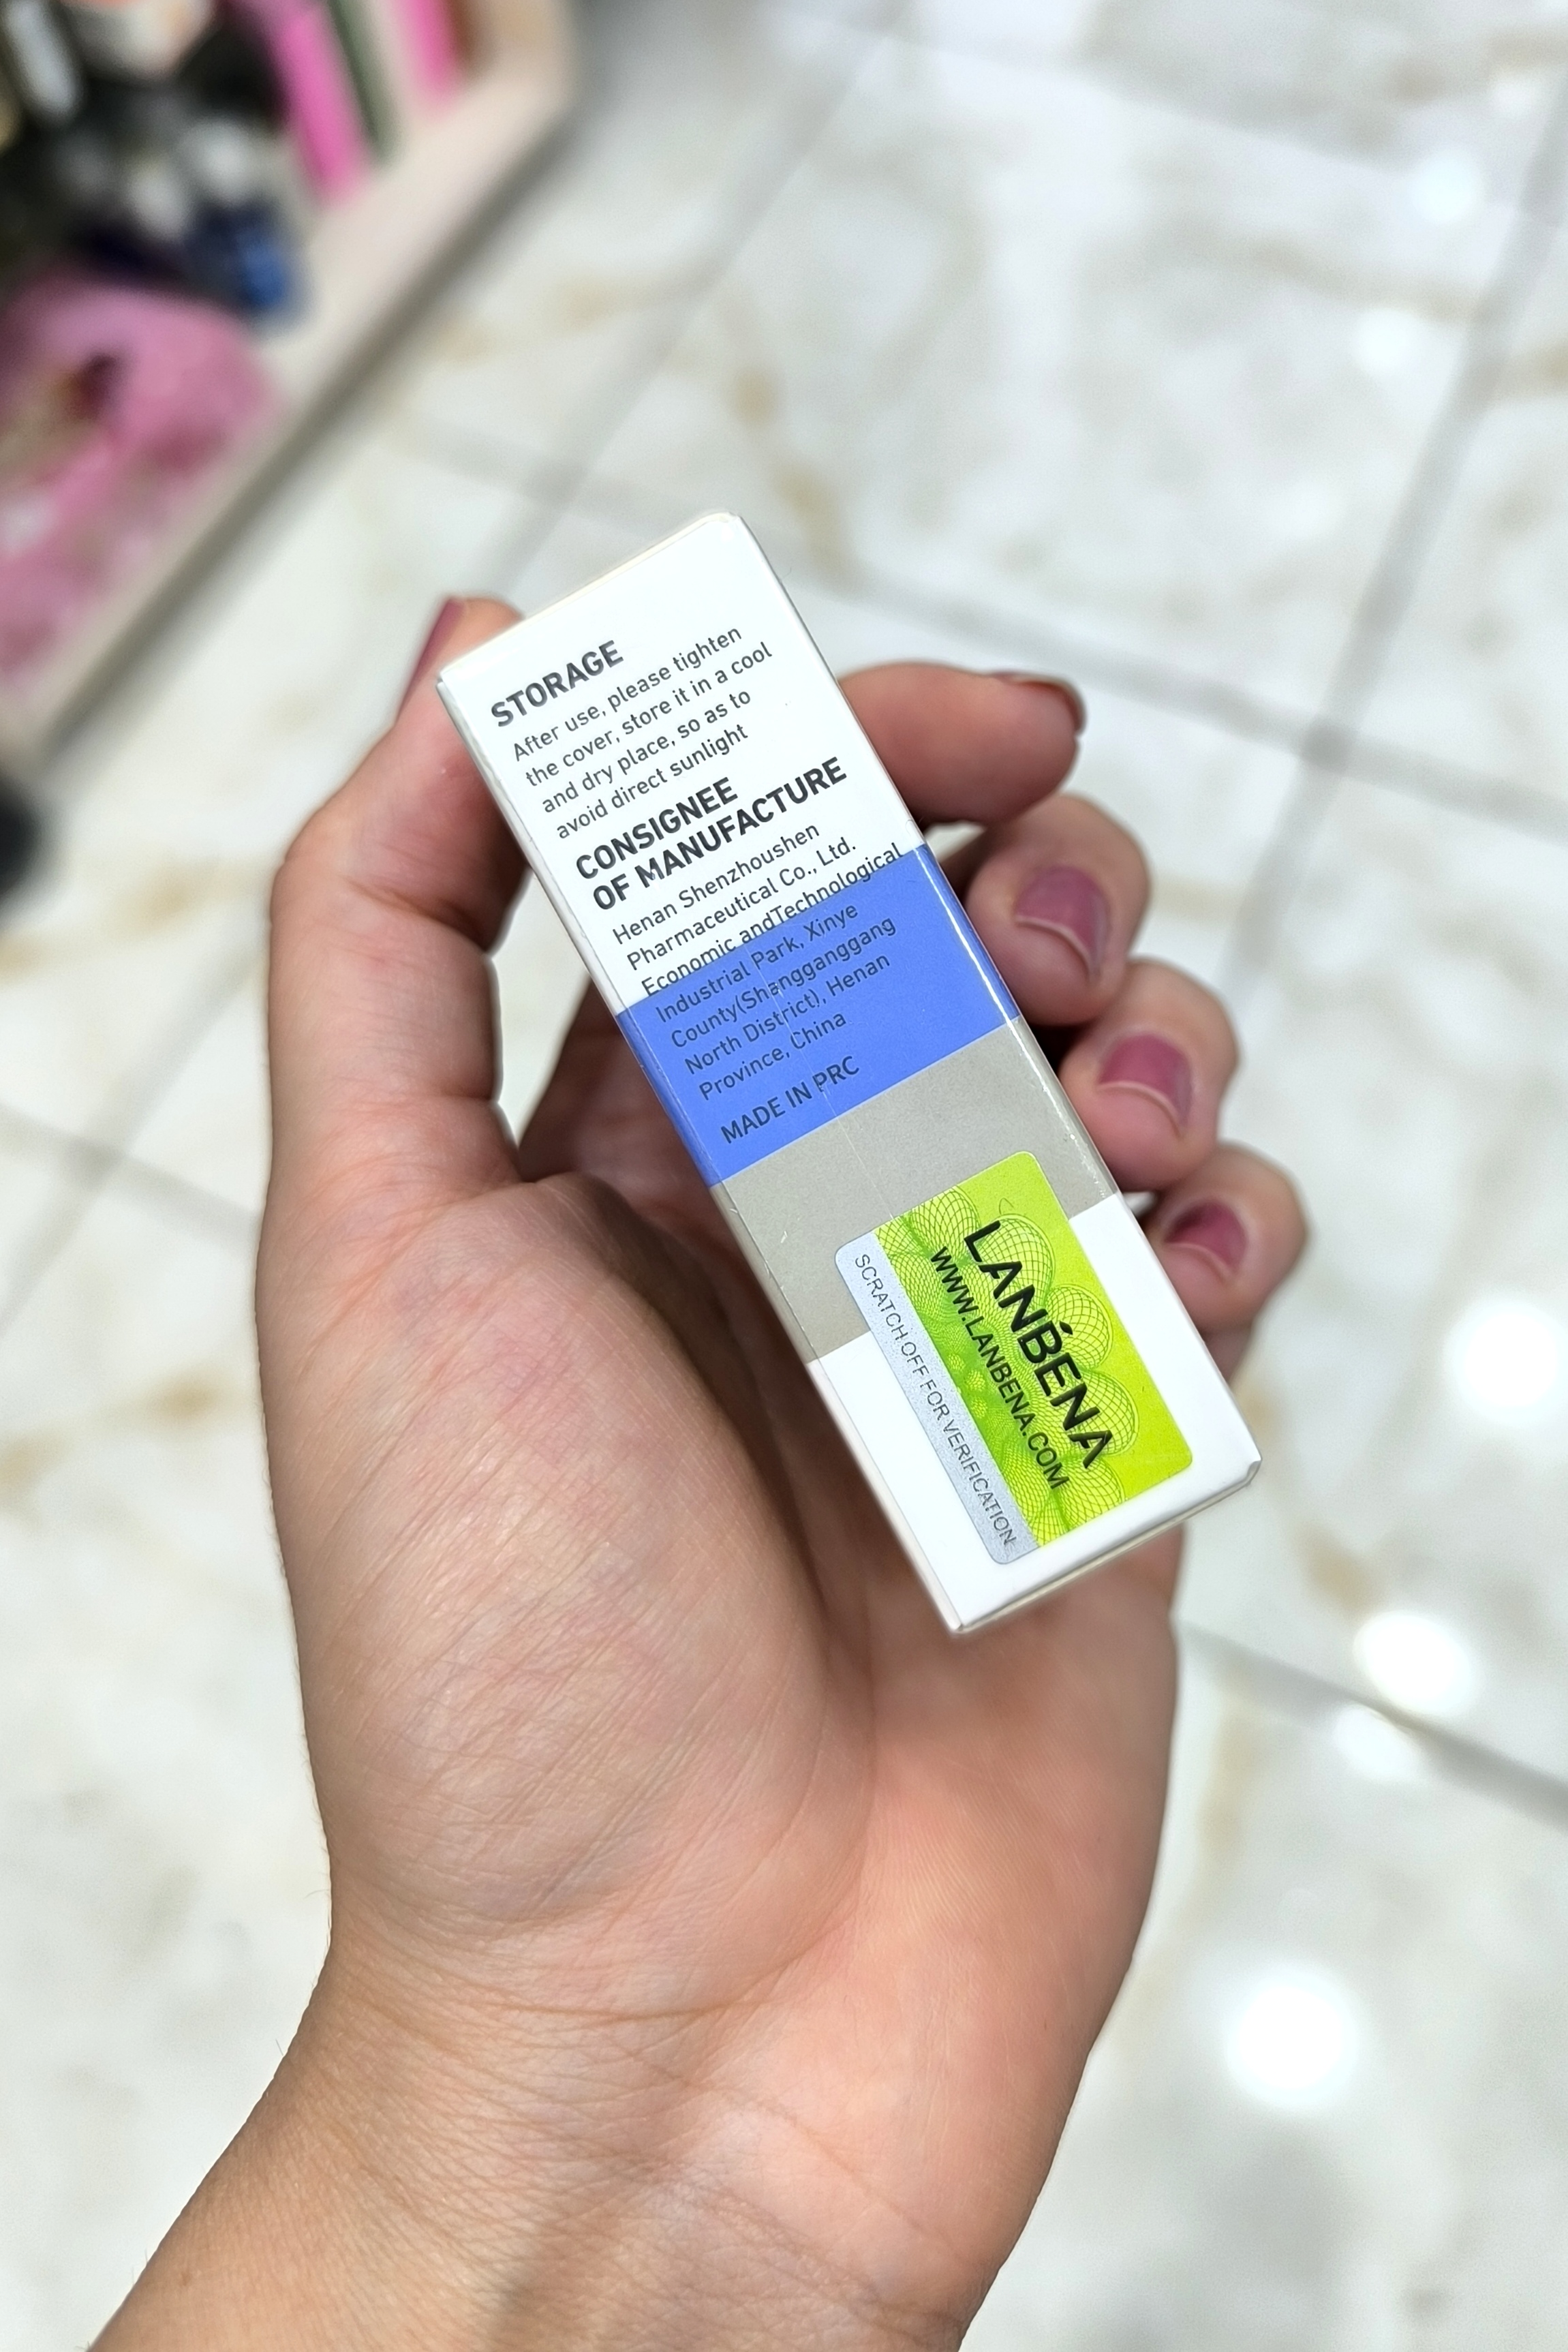 STORAGE
After use, please tighten
the cover, store it in a cool
and dry place, so as to
avoid direct sunlight
CONSIGNEE
OF MANUFACTURE
Henan Shenzhoushen
Pharmaceutical Co., Ltd.
Economic andTechnological
Industrial Park, Xinye
County(Shangganggang
North District), Henan
Province, China
MADE IN PRC
LANBENA
WWW.LANBENA.COM
SCRATCH OFF FOR VERIFICATION